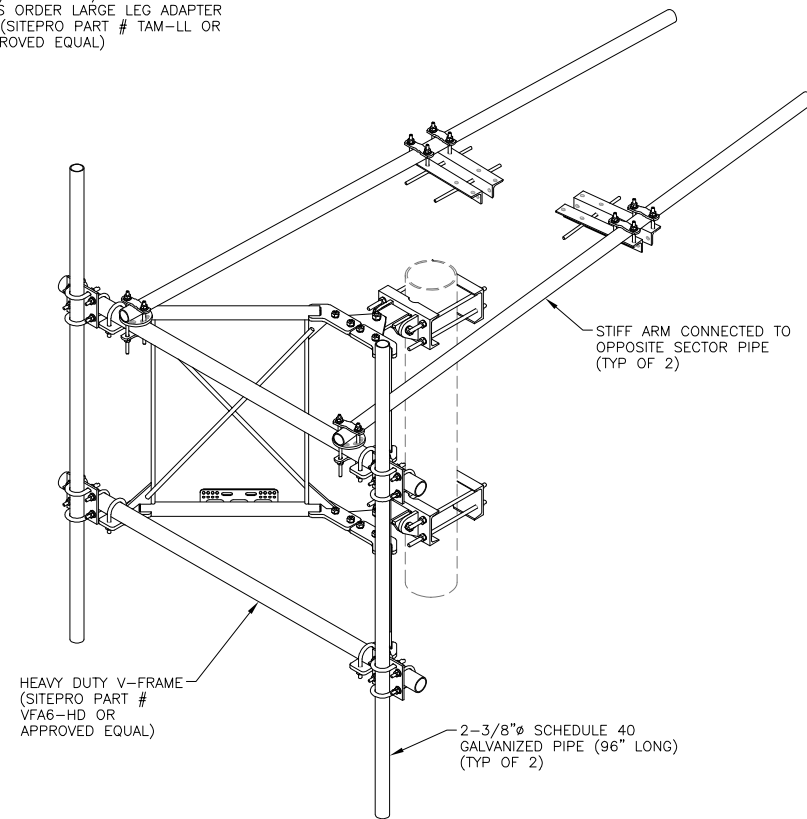 S ORDER LARGE LEG ADAPTER
(SITEPRO PART # TAM-LL OR
ROVED EQUAL)
STIFF ARM CONNECTED TO
OPPOSITE SECTOR PIPE
(TYP OF 2)
HEAVY DUTY V-FRAME
(SITEPRO PART #
VFA6-HD OR
APPROVED EQUAL)
2-3/8"ø SCHEDULE 40
GALVANIZED PIPE (96" LONG)
(TYP OF 2)